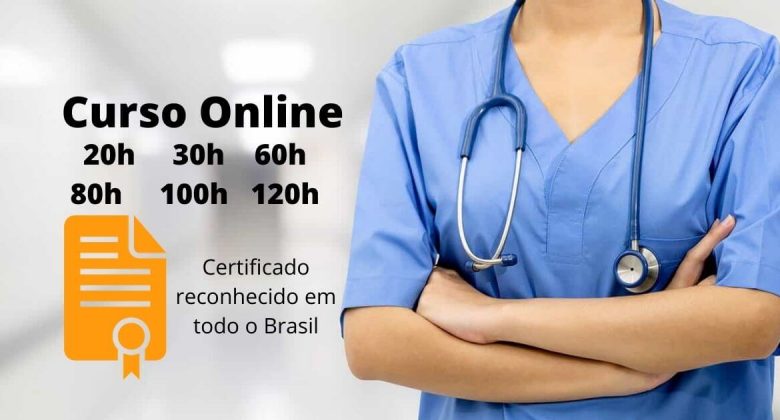 Curso Online
20h 30h 60h
80h 100h 120h
Certificado
reconhecido em
todo o Brasil